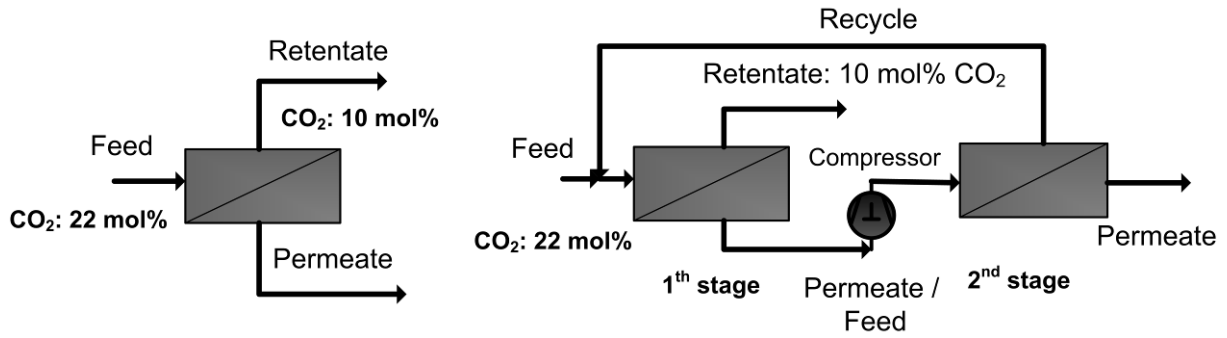 Retentate
CO₂: 10 mol%
Feed
CO₂: 22 mol%
Permeate
Recycle
Retentate: 10 mol% CO₂
Feed
Compressor
CO₂: 22 mol%
Permeate
1ᵗʰ stage
Permeate /
Feed
2ⁿᵈ stage